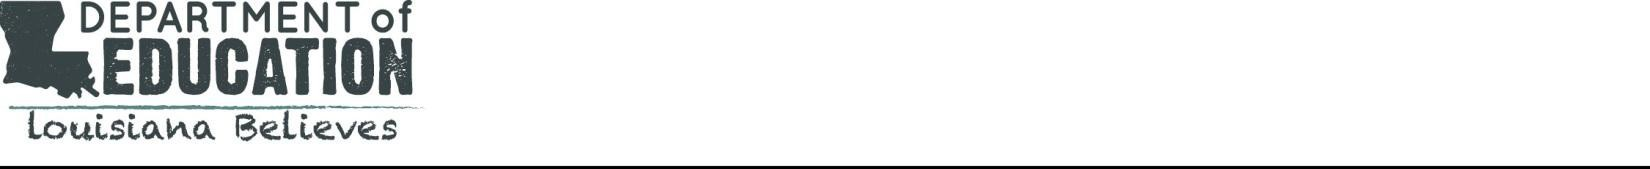 DEPARTMENT of
EDUCATION
Louisiana Believes